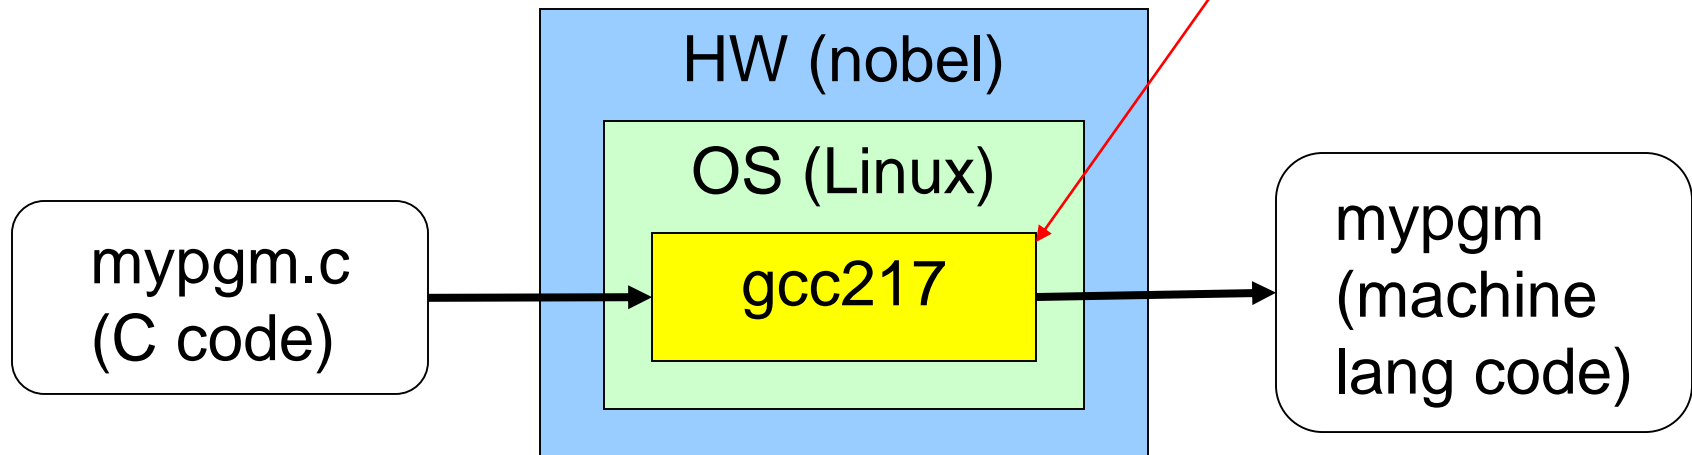 HW (nobel)
OS (Linux)
mypgm.c
(C code)
gcc217
mypgm
(machine
lang code)